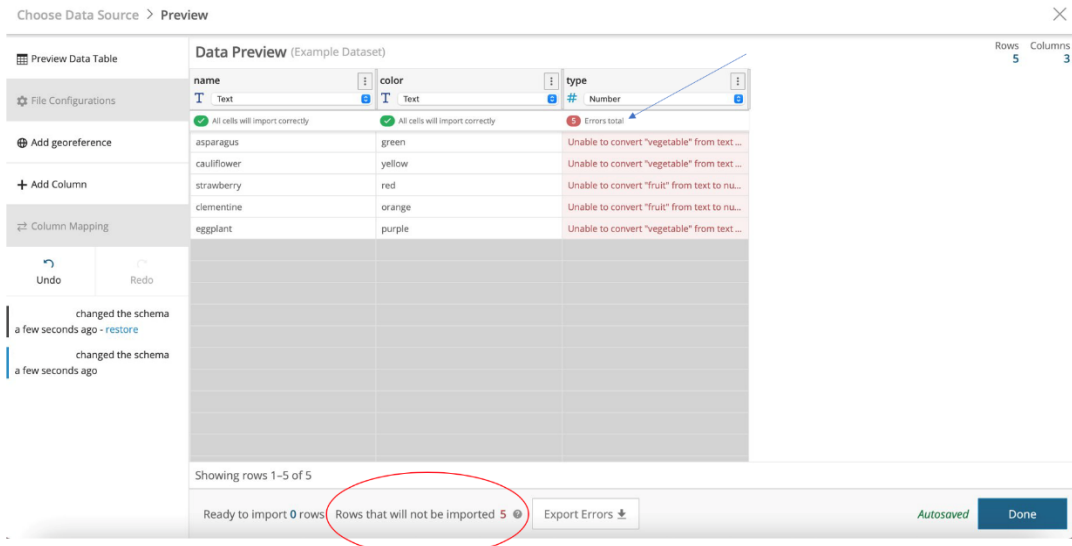 Choose Data Source > Preview
Preview Data Table
File Configurations
Add georeference
Add Column
Column Mapping
Undo Redo
changed the schema
a few seconds ago - restore
changed the schema
a few seconds ago
Data Preview (Example Dataset)
Rows Columns
5 3
name color type
T Text T Text # Number
All cells will import correctly All cells will import correctly 5 Errors total
asparagus green Unable to convert "vegetable" from text ...
cauliflower yellow Unable to convert "vegetable" from text ...
strawberry red Unable to convert "fruit" from text to nu...
clementine orange Unable to convert "fruit" from text to nu...
eggplant purple Unable to convert "vegetable" from text ...
Showing rows 1–5 of 5
Ready to import 0 rows Rows that will not be imported 5 Export Errors Autosaved Done